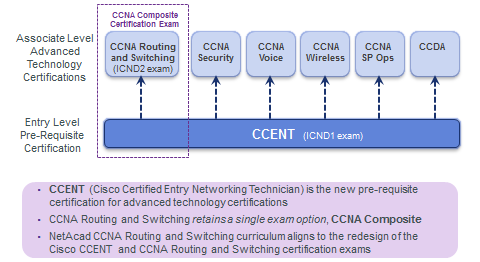 CCNA Composite
Certification Exam
Associate Level
Advanced
Technology
Certifications
CCNA Routing
and Switching
(ICND2 exam)
CCNA
Security
CCNA
Voice
CCNA
Wireless
CCNA
SP Ops
CCDA
Entry Level
Pre-Requisite
Certification
CCENT (ICND1 exam)
• CCENT (Cisco Certified Entry Networking Technician) is the new pre-requisite
certification for advanced technology certifications
• CCNA Routing and Switching retains a single exam option, CCNA Composite
• NetAcad CCNA Routing and Switching curriculum aligns to the redesign of the
Cisco CCENT and CCNA Routing and Switching certification exams